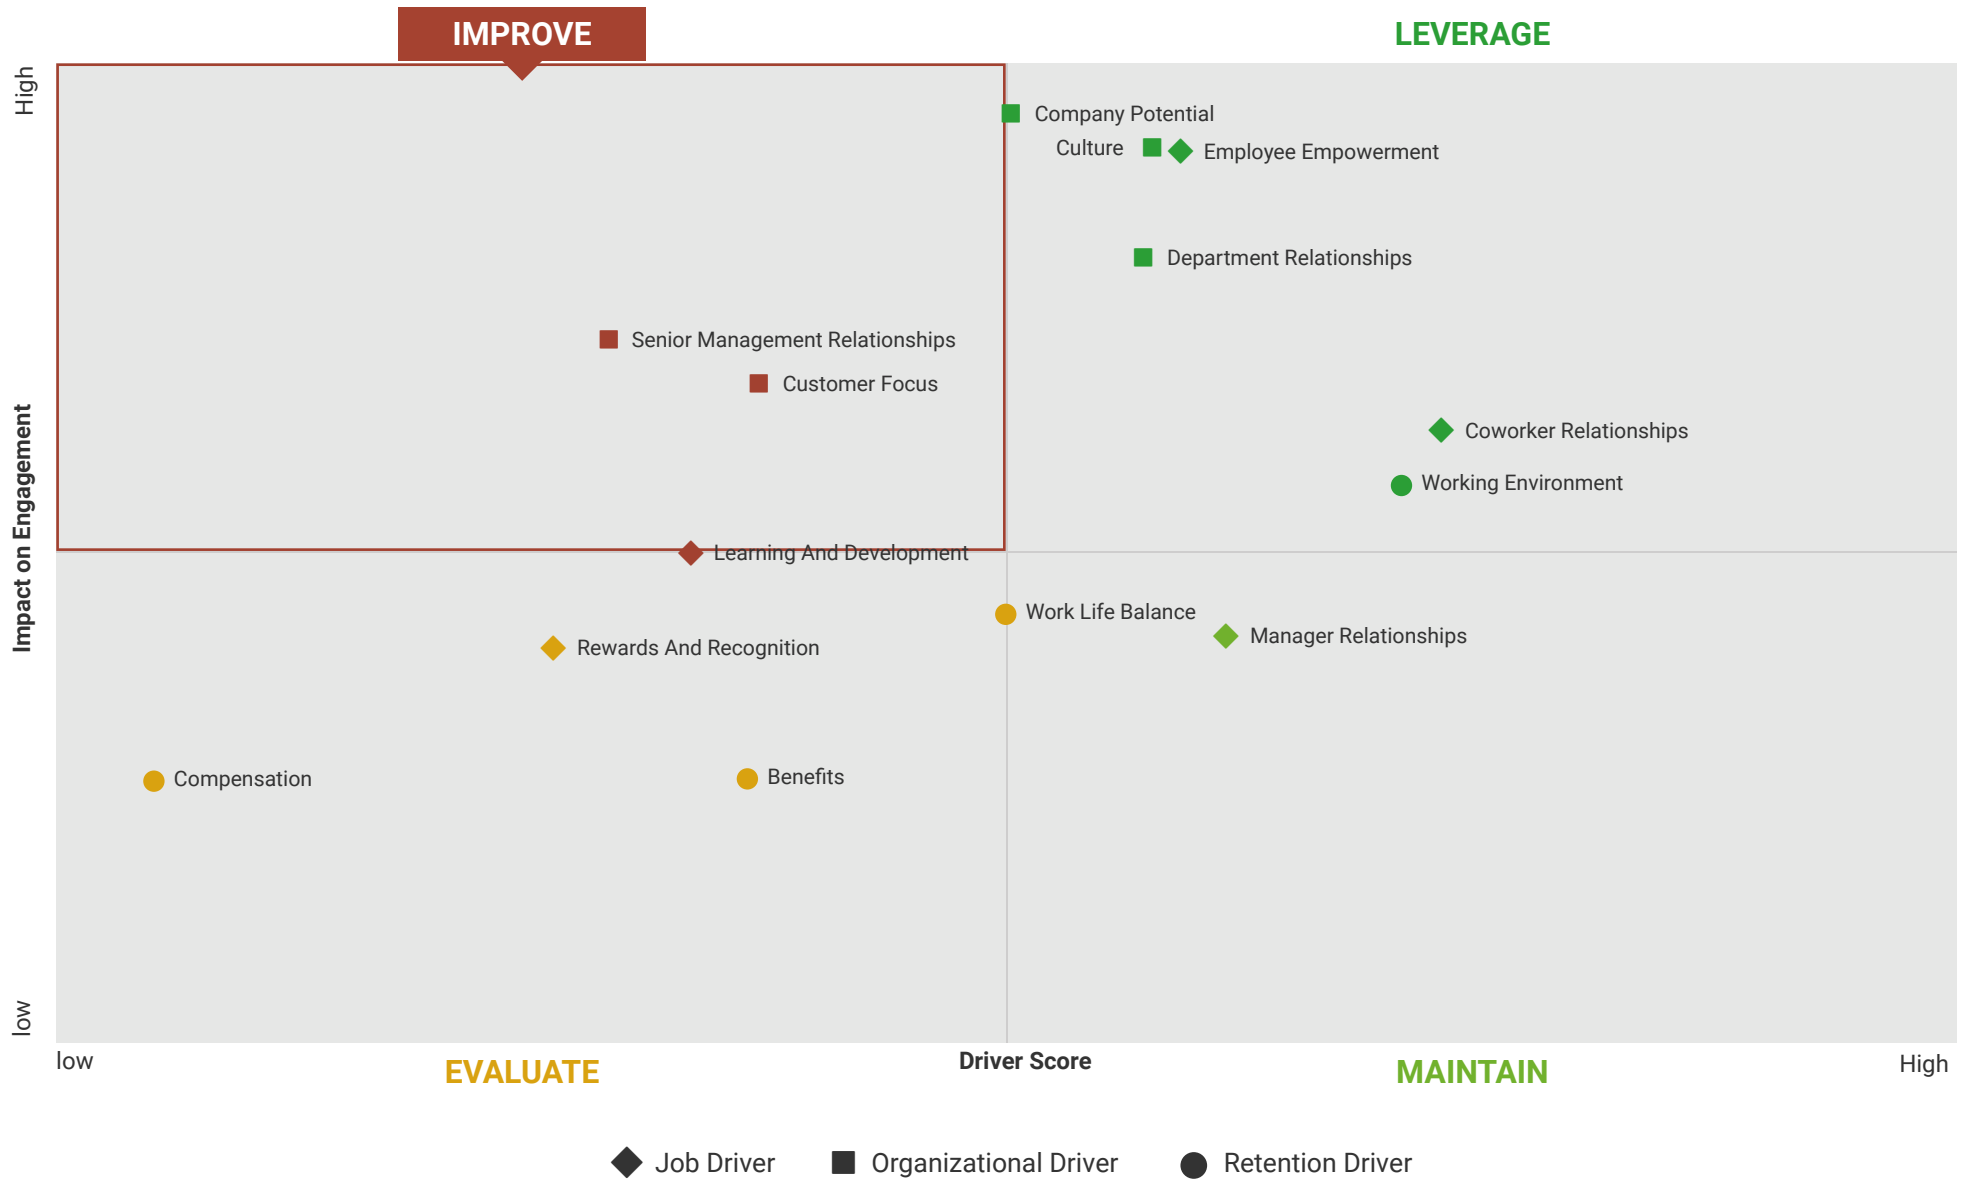 IMPROVE
LEVERAGE
High
Company Potential
Culture
Employee Empowerment
Department Relationships
Senior Management Relationships
Customer Focus
Coworker Relationships
Working Environment
Impact on Engagement
Learning And Development
Work Life Balance
Manager Relationships
Rewards And Recognition
Compensation
Benefits
low
low
Driver Score
High
EVALUATE
MAINTAIN
Job Driver
Organizational Driver
Retention Driver